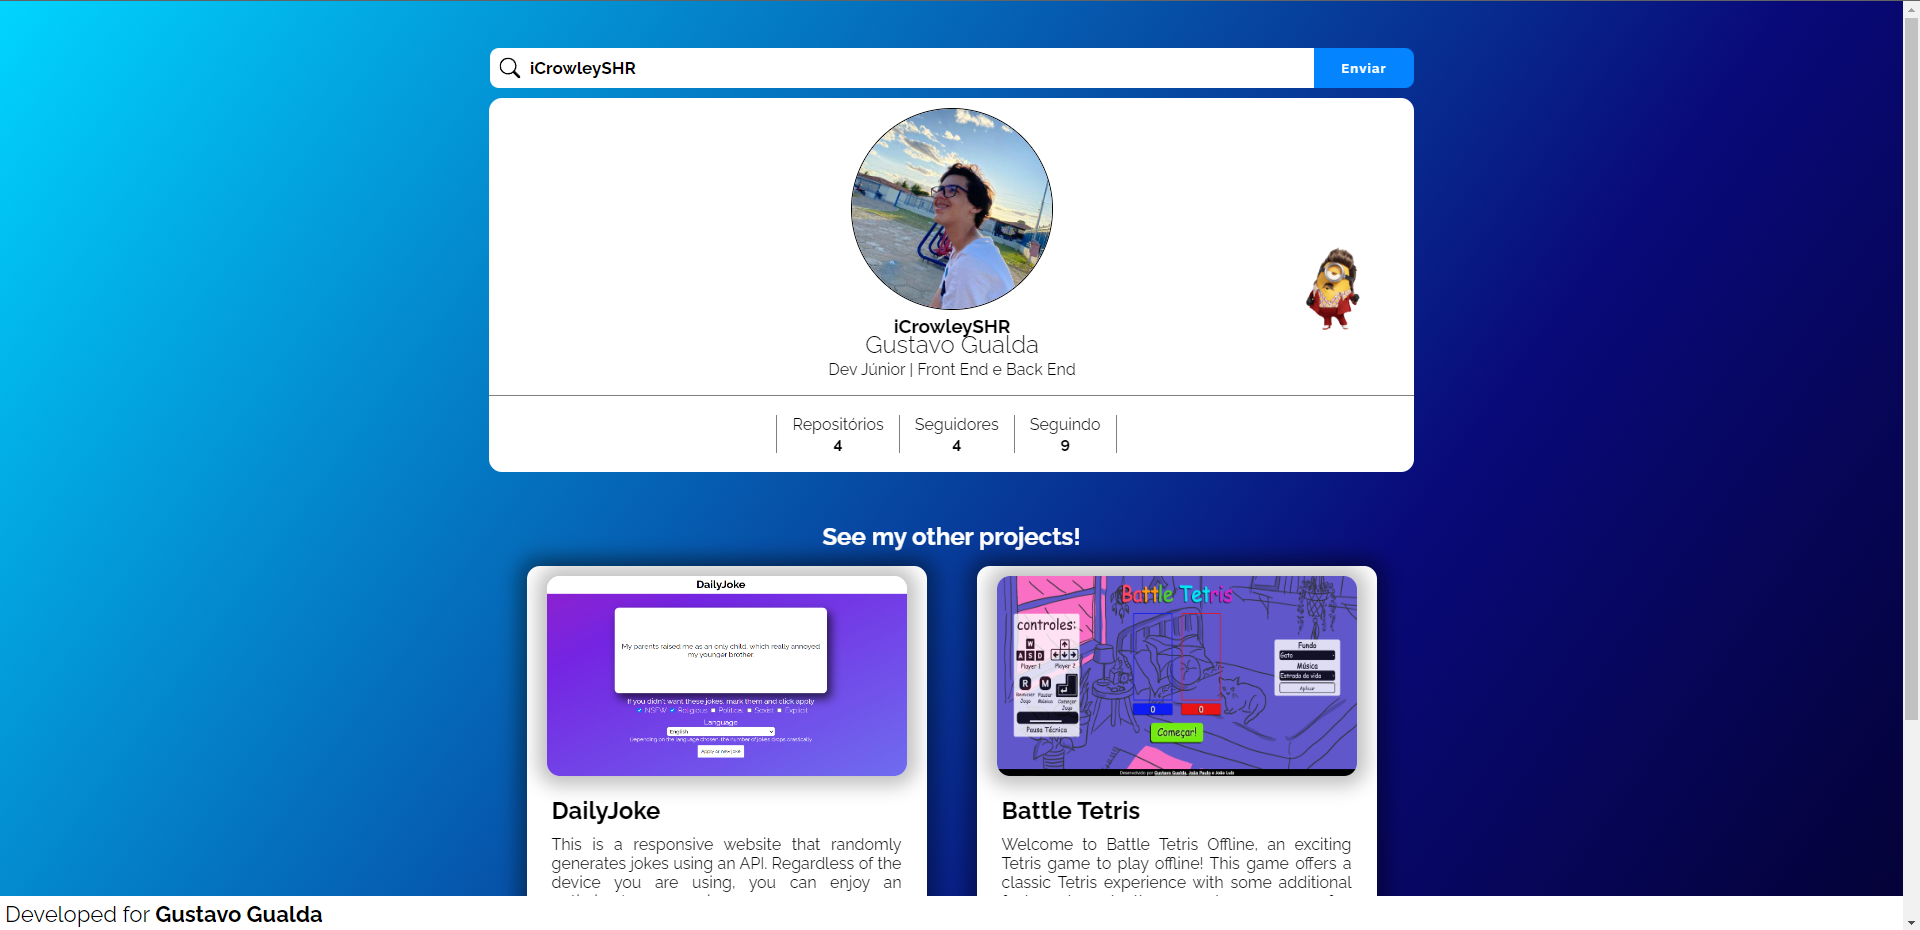 iCrowleySHR
Enviar
iCrowleySHR
Gustavo Gualda
Dev Júnior | Front End e Back End
Repositórios
4
Seguidores
4
Seguindo
9
See my other projects!
DailyJoke
My parents raised me as an only child, which really annoyed
my younger brother.
If you didn't want these jokes, mark them and click apply
NSFW Religious Politics Sexist Explicit
Language
English
Depending on the language chosen, the number of jokes drops drastically
Apply or new joke
DailyJoke
This is a responsive website that randomly
generates jokes using an API. Regardless of the
device you are using, you can enjoy an
Battle Tetris
controles:
W
A S D
Player 1
Player 2
R
M
Reiniciar
Jogo
Pausar
Música
Começar
Jogo
Pausa Técnica
0
0
Começar!
Fundo
Gato
Música
Estrada da vida
Aplicar
Desenvolvido por Gustavo Gualda, João Paulo e João Luis
Battle Tetris
Welcome to Battle Tetris Offline, an exciting
Tetris game to play offline! This game offers a
classic Tetris experience with some additional
Developed for Gustavo Gualda